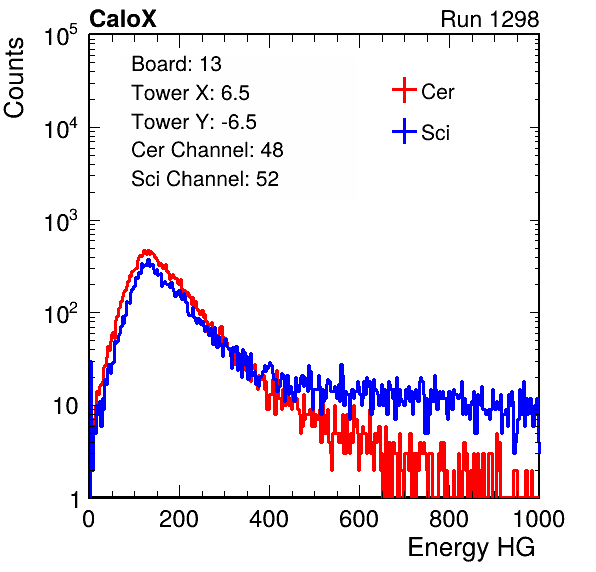 CaloX Run 1298
Counts
Board: 13
Tower X: 6.5
Tower Y: -6.5
Cer Channel: 48
Sci Channel: 52
Cer
Sci
10^5
10^4
10^3
10^2
10
1
0 200 400 600 800 1000
Energy HG